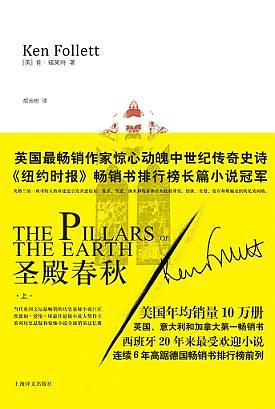 Ken Follett
[英] 肯·福莱特 著
胡允桓 译
英国最畅销作家惊心动魄中世纪传奇史诗
《纽约时报》畅销书排行榜长篇小说冠军
THE PILLARS
OF
THE EARTH
圣殿春秋
Ken Follett
·上·
美国年均销量 10 万册
英国、意大利和加拿大第一畅销书
西班牙 20 年来最受欢迎小说
连续 6 年高踞德国畅销书排行榜前列
上海译文出版社